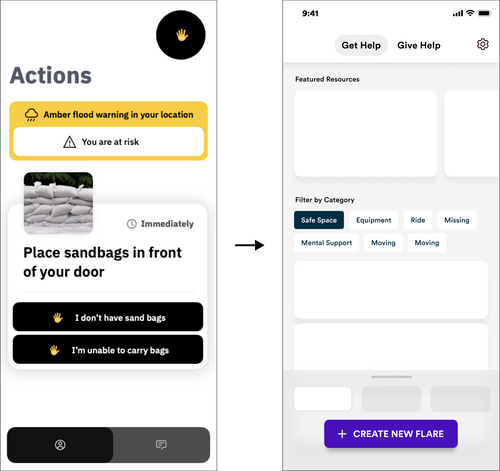 Actions
Amber flood warning in your location
You are at risk
Immediately
Place sandbags in front
of your door
I don't have sand bags
I'm unable to carry bags
9:41
Get Help Give Help
Featured Resources
Filter by Category
Safe Space Equipment Ride Missing
Mental Support Moving Moving
+ CREATE NEW FLARE